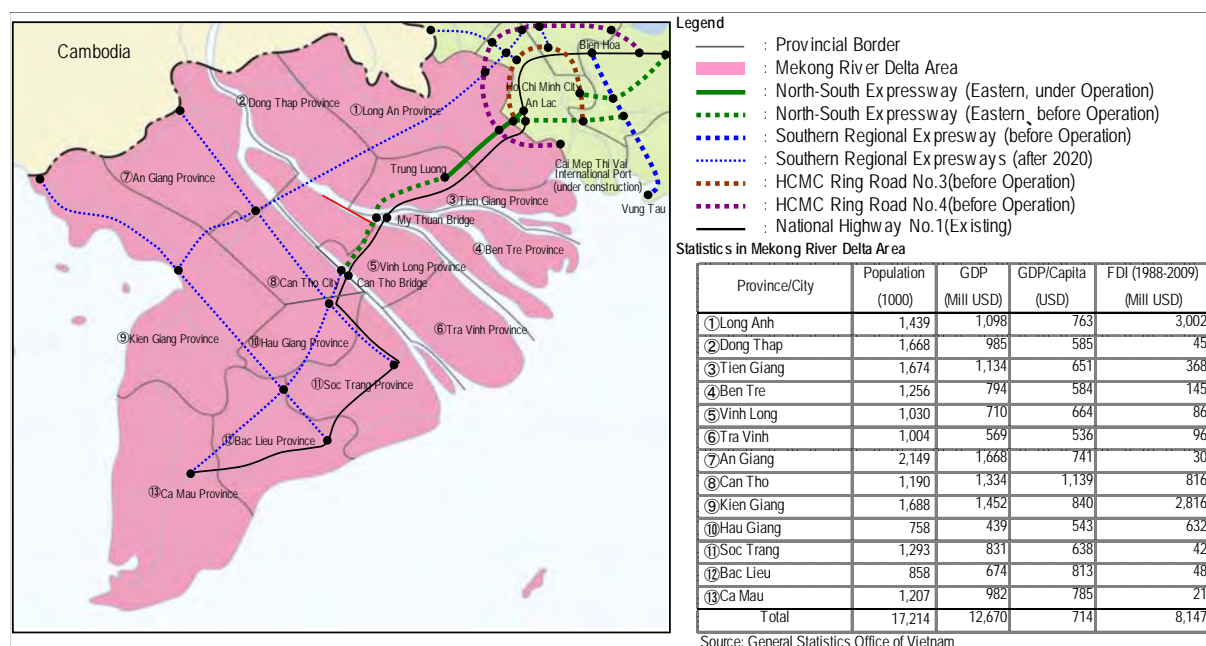 Cambodia
Bien Hoa
Ho Chi Minh City
An Lac
② Dong Thap Province
①Long An Province
Trung Luong
Cai Mep Thi Vai
International Port
(under construction)
Vung Tau
⑦An Giang Province
③Tien Giang Province
My Thuan Bridge
④Ben Tre Province
⑤Vinh Long Province
⑧Can Tho City
Can Tho Bridge
⑥Tra Vinh Province
⑨Kien Giang Province
⑩Hau Giang Province
⑪Soc Trang Province
⑫Bac Lieu Province
⑬Ca Mau Province
Legend
: Provincial Border
: Mekong River Delta Area
: North-South Expressway (Eastern, under Operation)
: North-South Expressway (Eastern, before Operation)
: Southern Regional Expresway (before Operation)
: Southern Regional Expresways (after 2020)
: HCMC Ring Road No.3(before Operation)
: HCMC Ring Road No.4(before Operation)
: National Highway No.1(Existing)
Statistics in Mekong River Delta Area
Province/City Population (1000) GDP (Mill USD) GDP/Capita (USD) FDI (1988-2009) (Mill USD)
①Long Anh 1,439 1,098 763 3,002
②Dong Thap 1,668 985 585 45
③Tien Giang 1,674 1,134 651 368
④Ben Tre 1,256 794 584 145
⑤Vinh Long 1,030 710 664 86
⑥Tra Vinh 1,004 569 536 96
⑦An Giang 2,149 1,668 741 30
⑧Can Tho 1,190 1,334 1,139 816
⑨Kien Giang 1,688 1,452 840 2,816
⑩Hau Giang 758 439 543 632
⑪Soc Trang 1,293 831 638 42
⑫Bac Lieu 858 674 813 48
⑬Ca Mau 1,207 982 785 21
Total 17,214 12,670 714 8,147
Source: General Statistics Office of Vietnam